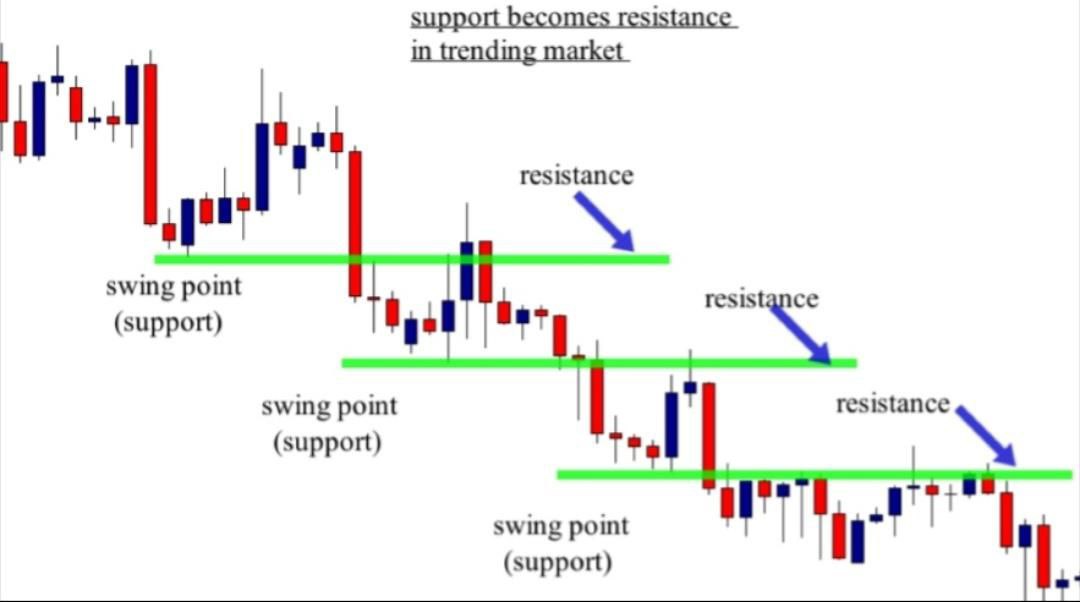 support becomes resistance
in trending market
resistance
swing point
(support)
resistance
swing point
(support)
resistance
swing point
(support)